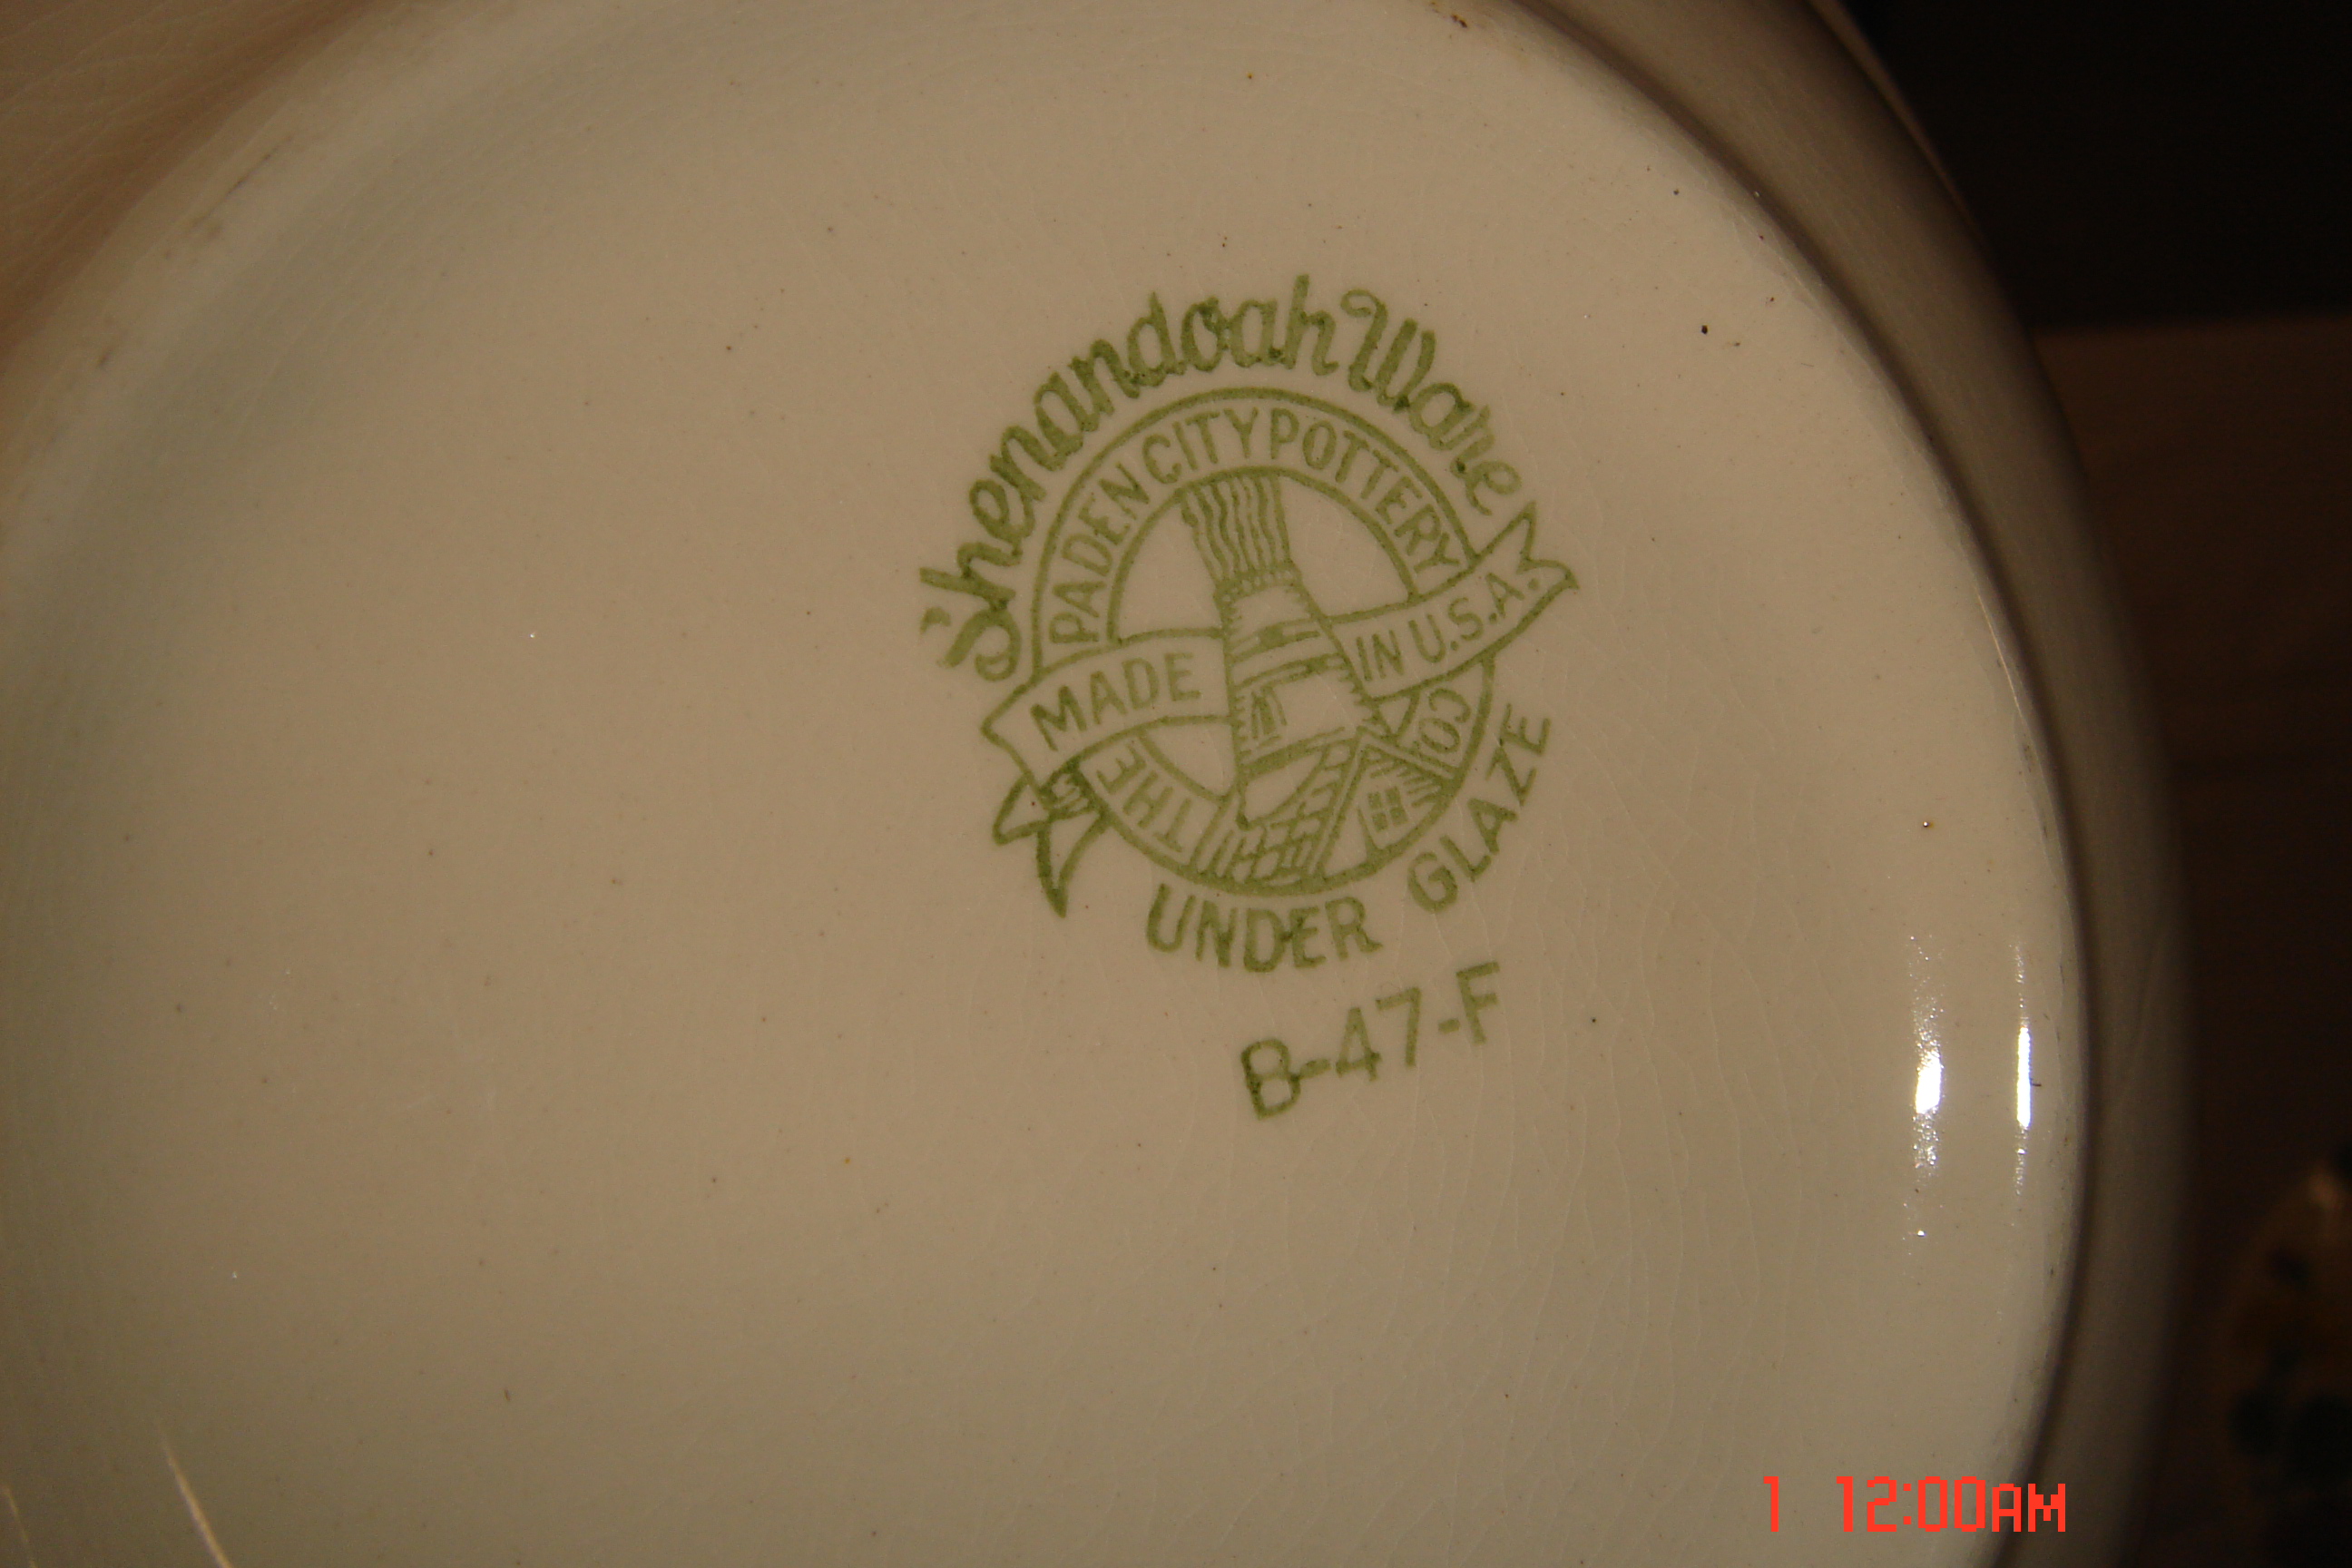 Shenandoah Ware
THE PADEN CITY POTTERY CO
MADE IN U.S.A.
UNDER GLAZE
B-47-F
1 12:00AM